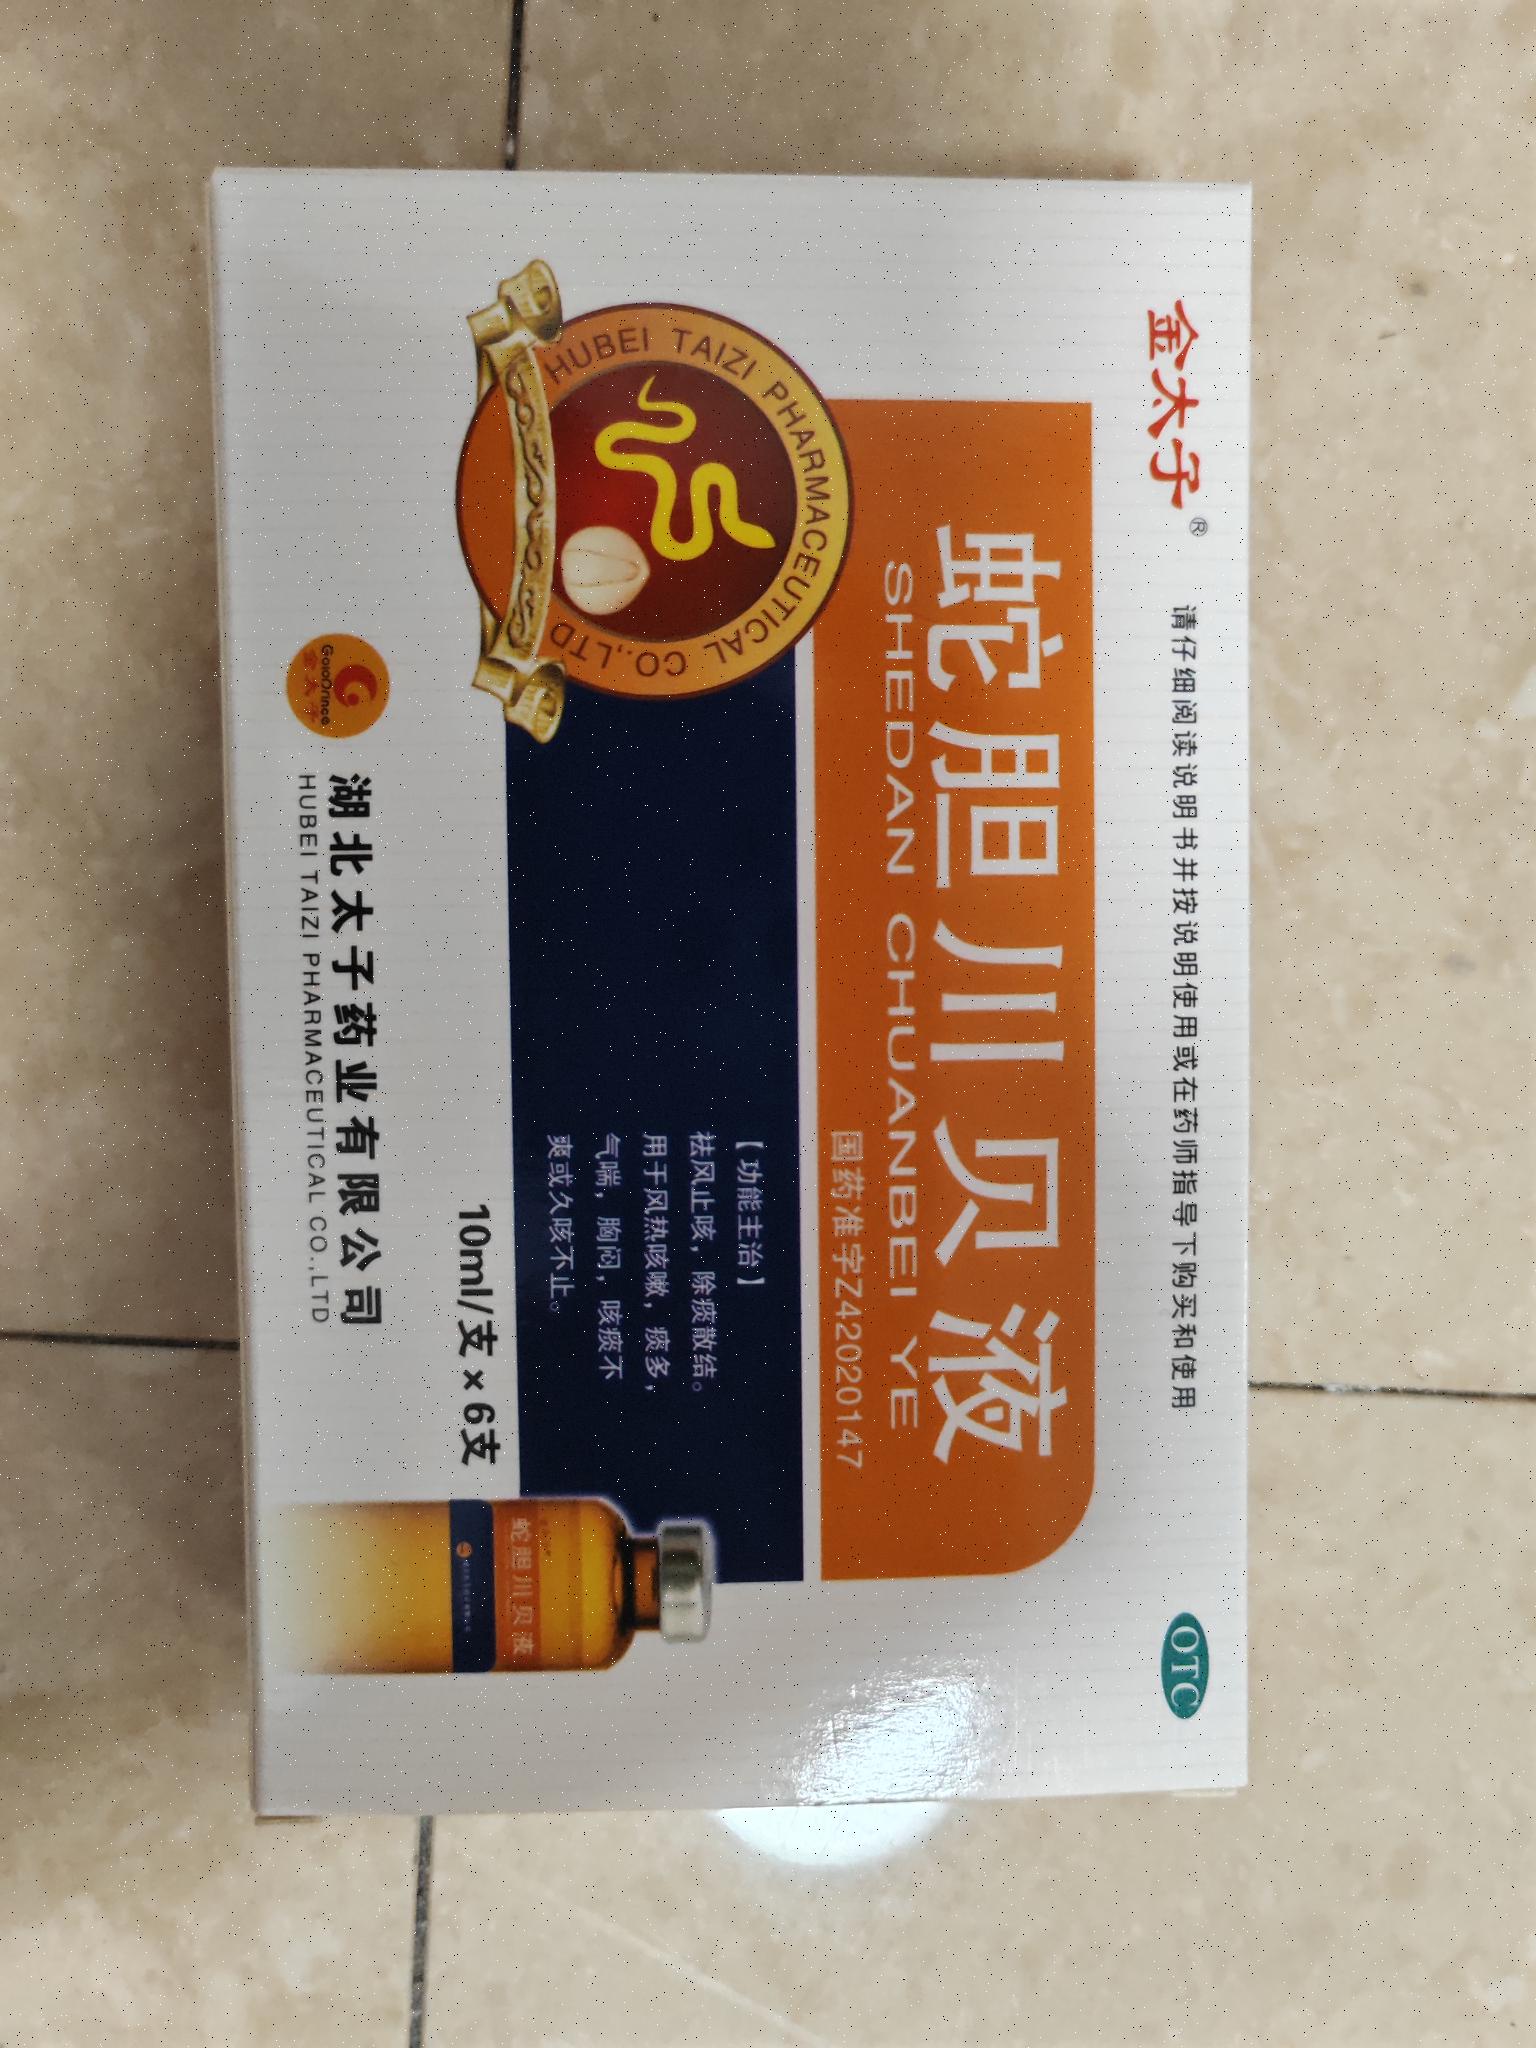 金太子®
请仔细阅读说明书并按说明使用或在药师指导下购买和使用
OTC
蛇胆川贝液
SHEDAN CHUANBEI YE
国药准字Z42020147
HUBEI TAIZI PHARMACEUTICAL CO.,LTD
【功能主治】
祛风止咳，除痰散结。
用于风热咳嗽，痰多，
气喘，胸闷，咳痰不
爽或久咳不止。
10ml/支×6支
蛇胆川贝液
金太子
湖北太子药业有限公司
HUBEI TAIZI PHARMACEUTICAL CO.,LTD